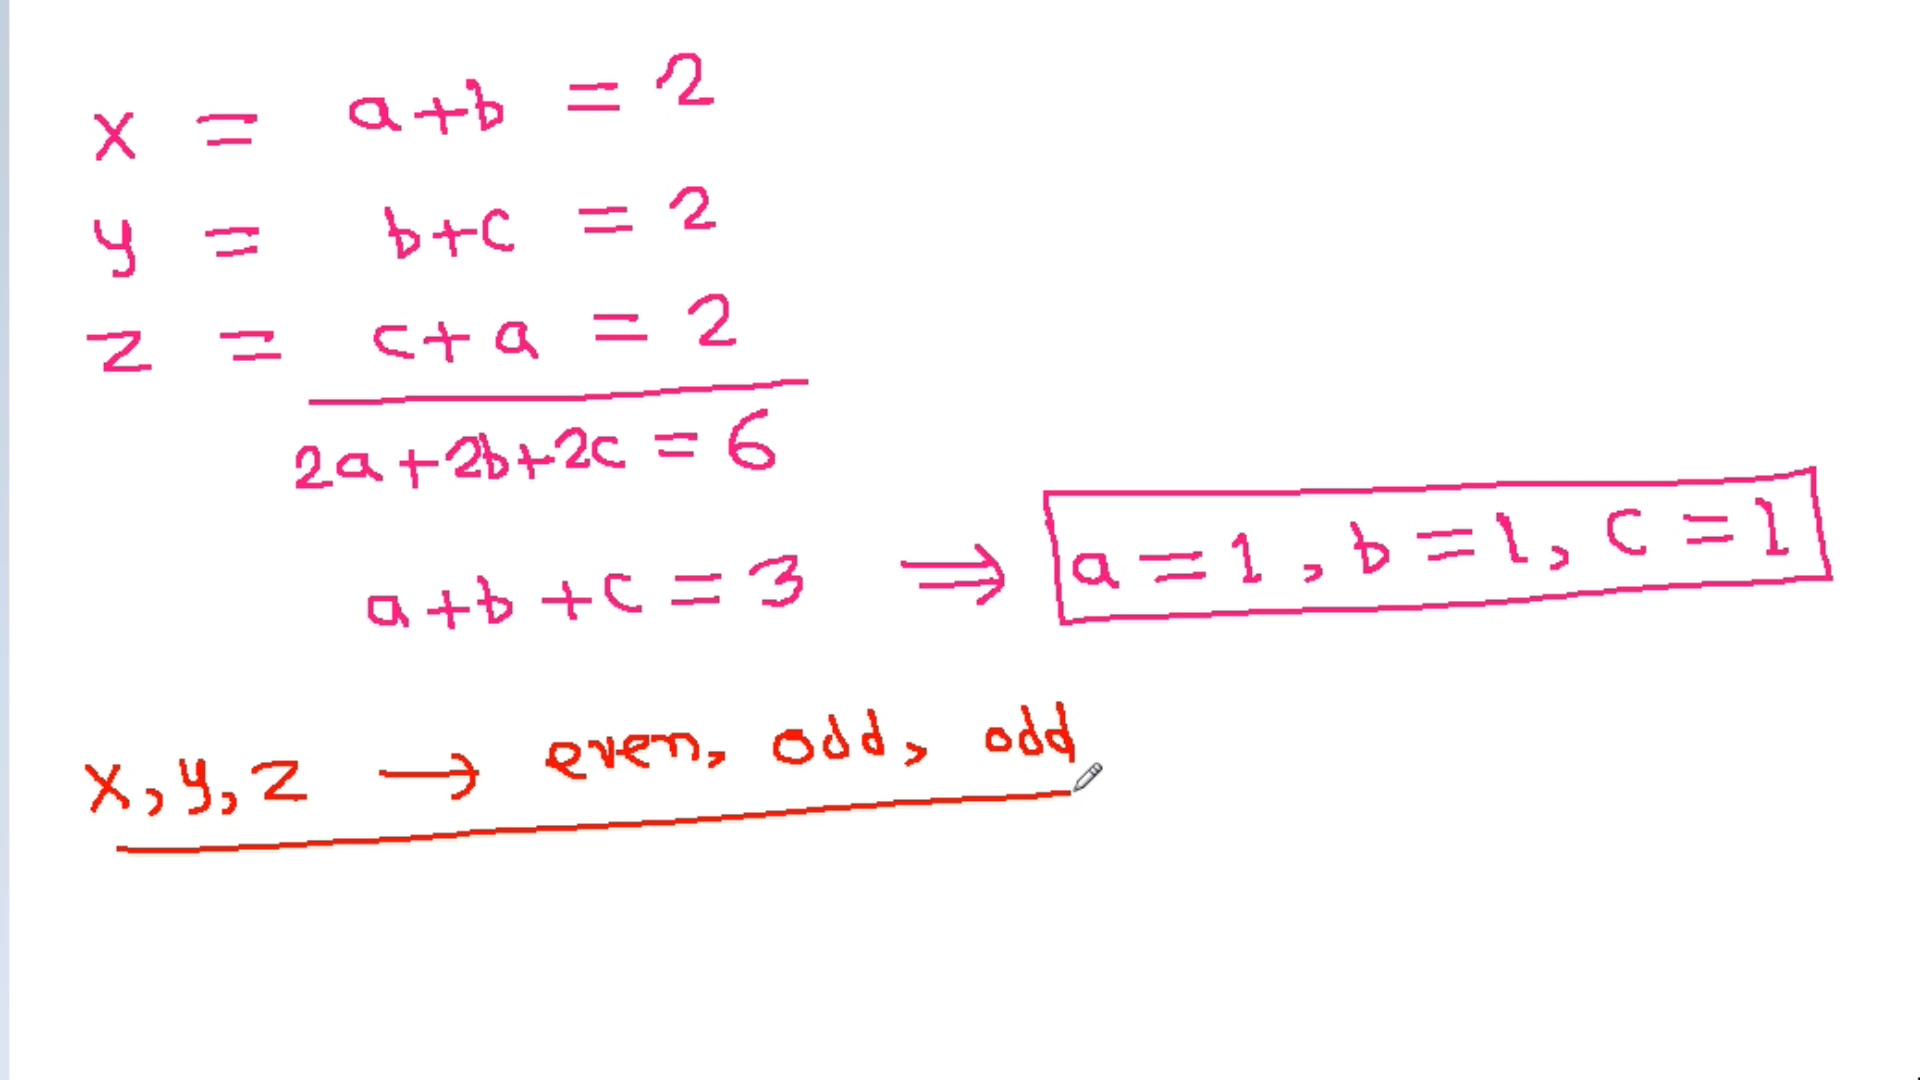 x = a+b = 2
y = b+c = 2
z = c+a = 2
2a+2b+2c = 6
a+b+c = 3 ⇒ a=1, b=1, c=1
x, y, z → even, odd, odd